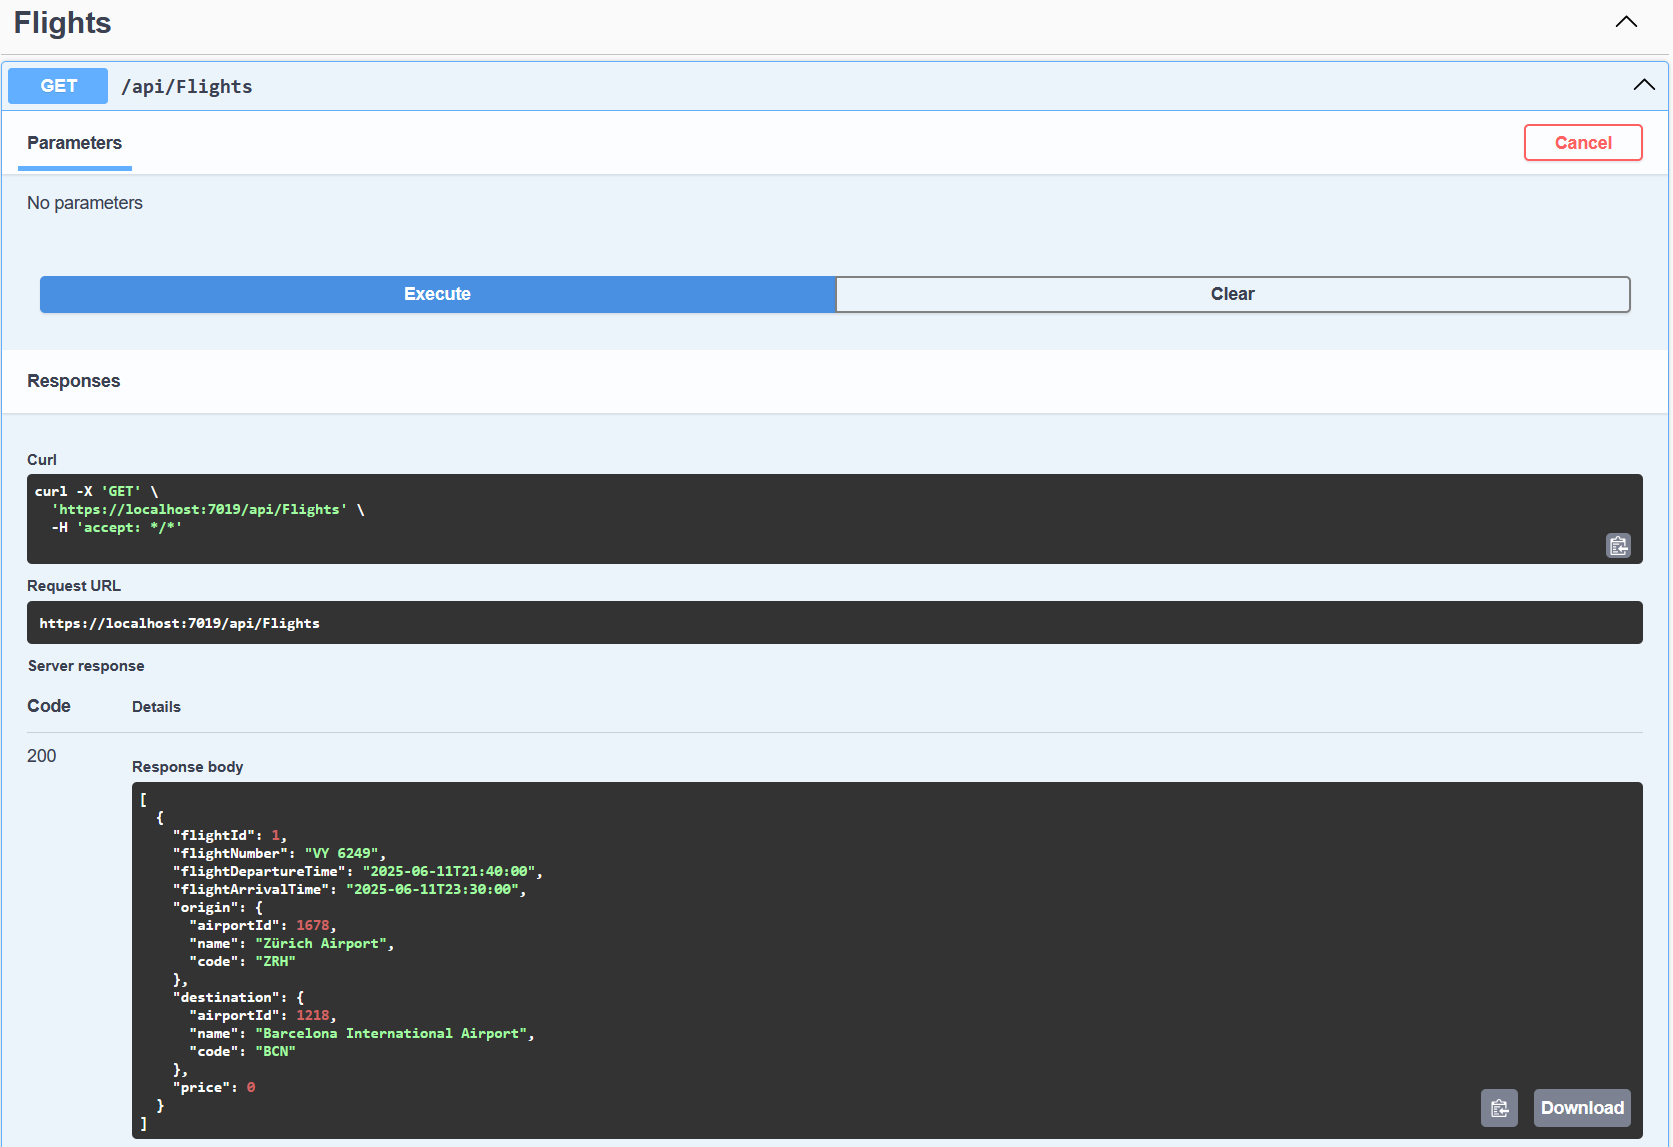 Flights
GET /api/Flights
Parameters
Cancel
No parameters
Execute
Clear
Responses
Curl
curl -X 'GET' \
  'https://localhost:7019/api/Flights' \
  -H 'accept: */*'
Request URL
https://localhost:7019/api/Flights
Server response
Code Details
200
Response body
[
  {
    "flightId": 1,
    "flightNumber": "VY 6249",
    "flightDepartureTime": "2025-06-11T21:40:00",
    "flightArrivalTime": "2025-06-11T23:30:00",
    "origin": {
      "airportId": 1678,
      "name": "Zürich Airport",
      "code": "ZRH"
    },
    "destination": {
      "airportId": 1218,
      "name": "Barcelona International Airport",
      "code": "BCN"
    },
    "price": 0
  }
]
Download